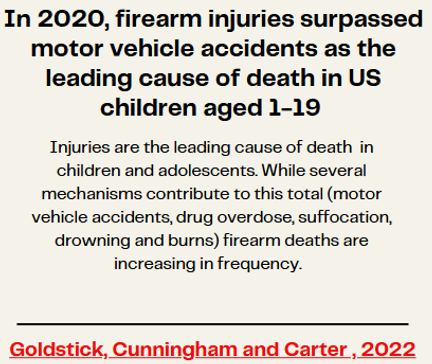 In 2020, firearm injuries surpassed
motor vehicle accidents as the
leading cause of death in US
children aged 1-19
Injuries are the leading cause of death in
children and adolescents. While several
mechanisms contribute to this total (motor
vehicle accidents, drug overdose, suffocation,
drowning and burns) firearm deaths are
increasing in frequency.
Goldstick, Cunningham and Carter , 2022